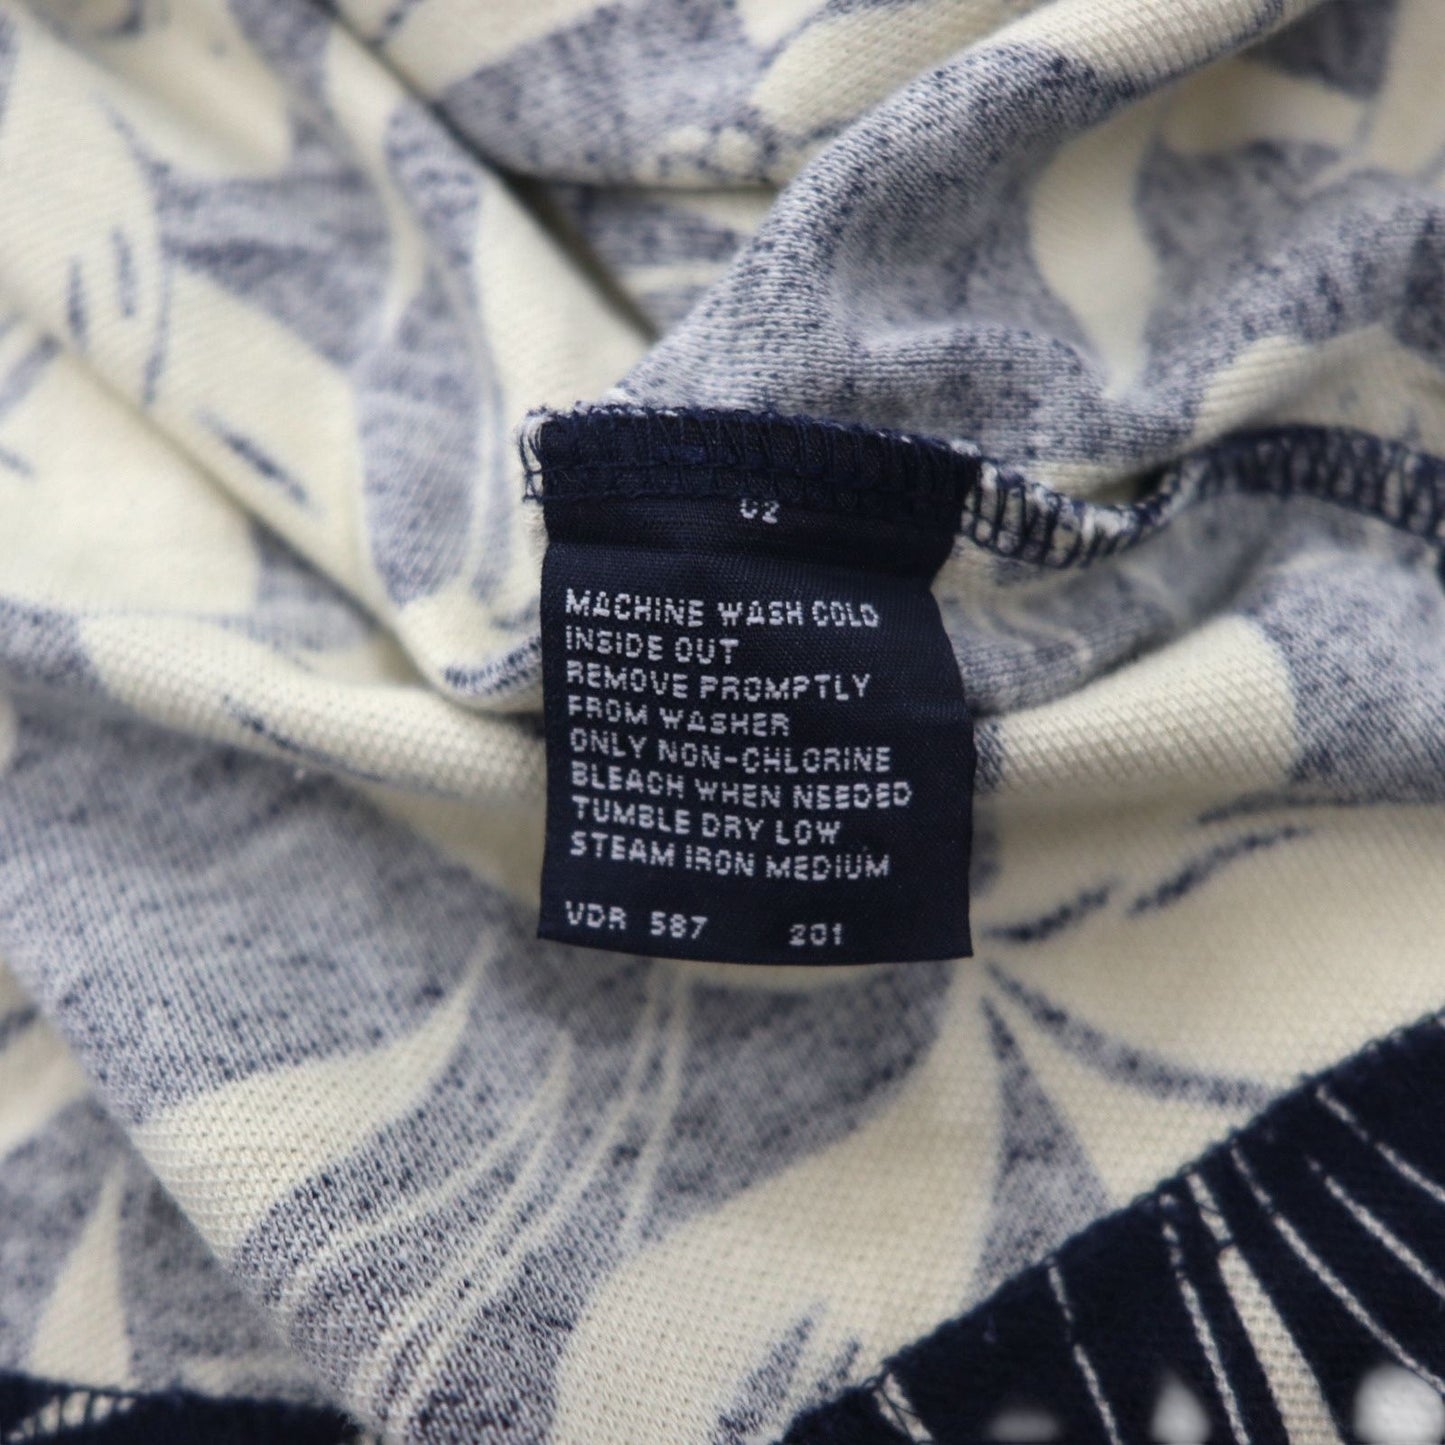 02
MACHINE WASH COLD
INSIDE OUT
REMOVE PROMPTLY
FROM WASHER
ONLY NON-CHLORINE
BLEACH WHEN NEEDED
TUMBLE DRY LOW
STEAM IRON MEDIUM
VDR 587 201